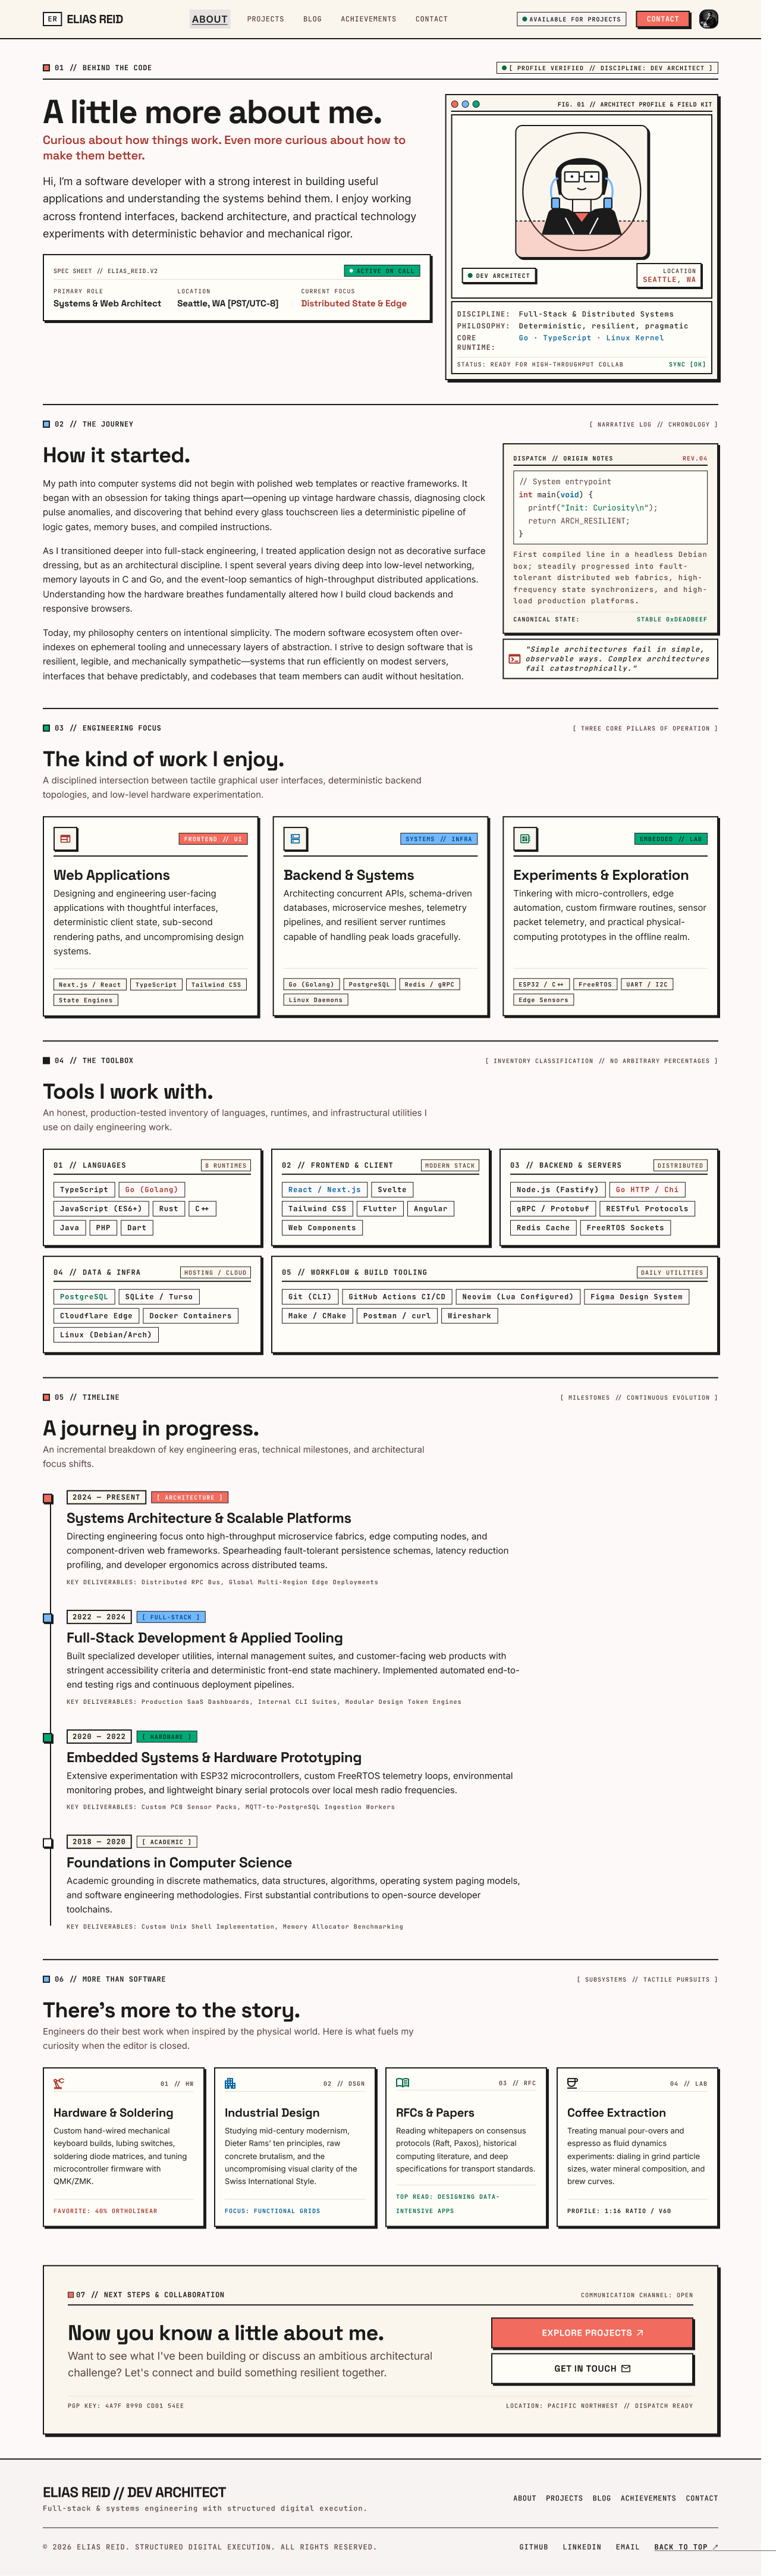 ER ELIAS REID ABOUT PROJECTS BLOG ACHIEVEMENTS CONTACT AVAILABLE FOR PROJECTS CONTACT
01 // BEHIND THE CODE [ PROFILE VERIFIED // DISCIPLINE: DEV ARCHITECT ]
A little more about me.
Curious about how things work. Even more curious about how to
make them better.
Hi, I'm a software developer with a strong interest in building useful
applications and understanding the systems behind them. I enjoy working
across frontend interfaces, backend architecture, and practical technology
experiments with deterministic behavior and mechanical rigor.
SPEC SHEET // ELIAS_REID.V2 ACTIVE ON CALL
PRIMARY ROLE LOCATION CURRENT FOCUS
Systems & Web Architect Seattle, WA [PST/UTC-8] Distributed State & Edge
FIG. 01 // ARCHITECT PROFILE & FIELD KIT
DEV ARCHITECT
LOCATION
SEATTLE, WA
DISCIPLINE: Full-Stack & Distributed Systems
PHILOSOPHY: Deterministic, resilient, pragmatic
CORE RUNTIME: Go · TypeScript · Linux Kernel
STATUS: READY FOR HIGH-THROUGHPUT COLLAB SYNC [OK]
02 // THE JOURNEY [ NARRATIVE LOG // CHRONOLOGY ]
How it started.
My path into computer systems did not begin with polished web templates or reactive frameworks. It
began with an obsession for taking things apart—opening up vintage hardware chassis, diagnosing clock
pulse anomalies, and discovering that behind every glass touchscreen lies a deterministic pipeline of
logic gates, memory buses, and compiled instructions.
As I transitioned deeper into full-stack engineering, I treated application design not as decorative surface
dressing, but as an architectural discipline. I spent several years diving deep into low-level networking,
memory layouts in C and Go, and the event-loop semantics of high-throughput distributed applications.
Understanding how the hardware breathes fundamentally altered how I build cloud backends and
responsive browsers.
Today, my philosophy centers on intentional simplicity. The modern software ecosystem often over-
indexes on ephemeral tooling and unnecessary layers of abstraction. I strive to design software that is
resilient, legible, and mechanically sympathetic—systems that run efficiently on modest servers,
interfaces that behave predictably, and codebases that team members can audit without hesitation.
DISPATCH // ORIGIN NOTES REV.04
// System entrypoint
int main(void) {
printf("Init: Curiosity\n");
return ARCH_RESILIENT;
}
First compiled line in a headless Debian
box; steadily progressed into fault-
tolerant distributed web fabrics, high-
frequency state synchronizers, and high-
load production platforms.
CANONICAL STATE: STABLE 0xDEADBEEF
"Simple architectures fail in simple,
observable ways. Complex architectures
fail catastrophically."
03 // ENGINEERING FOCUS [ THREE CORE PILLARS OF OPERATION ]
The kind of work I enjoy.
A disciplined intersection between tactile graphical user interfaces, deterministic backend
topologies, and low-level hardware experimentation.
FRONTEND // UI
Web Applications
Designing and engineering user-facing
applications with thoughtful interfaces,
deterministic client state, sub-second
rendering paths, and uncompromising design
systems.
Next.js / React TypeScript Tailwind CSS
State Engines
SYSTEMS // INFRA
Backend & Systems
Architecting concurrent APIs, schema-driven
databases, microservice meshes, telemetry
pipelines, and resilient server runtimes
capable of handling peak loads gracefully.
Go (Golang) PostgreSQL Redis / gRPC
Linux Daemons
EMBEDDED // LAB
Experiments & Exploration
Tinkering with micro-controllers, edge
automation, custom firmware routines, sensor
packet telemetry, and practical physical-
computing prototypes in the offline realm.
ESP32 / C++ FreeRTOS UART / I2C
Edge Sensors
04 // THE TOOLBOX [ INVENTORY CLASSIFICATION // NO ARBITRARY PERCENTAGES ]
Tools I work with.
An honest, production-tested inventory of languages, runtimes, and infrastructural utilities I
use on daily engineering work.
01 // LANGUAGES 8 RUNTIMES
TypeScript Go (Golang)
JavaScript (ES6+) Rust C++
Java PHP Dart
02 // FRONTEND & CLIENT MODERN STACK
React / Next.js Svelte
Tailwind CSS Flutter Angular
Web Components
03 // BACKEND & SERVERS DISTRIBUTED
Node.js (Fastify) Go HTTP / Chi
gRPC / Protobuf RESTful Protocols
Redis Cache FreeRTOS Sockets
04 // DATA & INFRA HOSTING / CLOUD
PostgreSQL SQLite / Turso
Cloudflare Edge Docker Containers
Linux (Debian/Arch)
05 // WORKFLOW & BUILD TOOLING DAILY UTILITIES
Git (CLI) GitHub Actions CI/CD Neovim (Lua Configured) Figma Design System
Make / CMake Postman / curl Wireshark
05 // TIMELINE [ MILESTONES // CONTINUOUS EVOLUTION ]
A journey in progress.
An incremental breakdown of key engineering eras, technical milestones, and architectural
focus shifts.
2024 — PRESENT [ ARCHITECTURE ]
Systems Architecture & Scalable Platforms
Directing engineering focus onto high-throughput microservice fabrics, edge computing nodes, and
component-driven web frameworks. Spearheading fault-tolerant persistence schemas, latency reduction
profiling, and developer ergonomics across distributed teams.
KEY DELIVERABLES: Distributed RPC Bus, Global Multi-Region Edge Deployments
2022 — 2024 [ FULL-STACK ]
Full-Stack Development & Applied Tooling
Built specialized developer utilities, internal management suites, and customer-facing web products with
stringent accessibility criteria and deterministic front-end state machinery. Implemented automated end-to-
end testing rigs and continuous deployment pipelines.
KEY DELIVERABLES: Production SaaS Dashboards, Internal CLI Suites, Modular Design Token Engines
2020 — 2022 [ HARDWARE ]
Embedded Systems & Hardware Prototyping
Extensive experimentation with ESP32 microcontrollers, custom FreeRTOS telemetry loops, environmental
monitoring probes, and lightweight binary serial protocols over local mesh radio frequencies.
KEY DELIVERABLES: Custom PCB Sensor Packs, MQTT-to-PostgreSQL Ingestion Workers
2018 — 2020 [ ACADEMIC ]
Foundations in Computer Science
Academic grounding in discrete mathematics, data structures, algorithms, operating system paging models,
and software engineering methodologies. First substantial contributions to open-source developer
toolchains.
KEY DELIVERABLES: Custom Unix Shell Implementation, Memory Allocator Benchmarking
06 // MORE THAN SOFTWARE [ SUBSYSTEMS // TACTILE PURSUITS ]
There's more to the story.
Engineers do their best work when inspired by the physical world. Here is what fuels my
curiosity when the editor is closed.
01 // HW
Hardware & Soldering
Custom hand-wired mechanical
keyboard builds, lubing switches,
soldering diode matrices, and tuning
microcontroller firmware with
QMK/ZMK.
FAVORITE: 40% ORTHOLINEAR
02 // DSGN
Industrial Design
Studying mid-century modernism,
Dieter Rams' ten principles, raw
concrete brutalism, and the
uncompromising visual clarity of the
Swiss International Style.
FOCUS: FUNCTIONAL GRIDS
03 // RFC
RFCs & Papers
Reading whitepapers on consensus
protocols (Raft, Paxos), historical
computing literature, and deep
specifications for transport standards.
TOP READ: DESIGNING DATA-
INTENSIVE APPS
04 // LAB
Coffee Extraction
Treating manual pour-overs and
espresso as fluid dynamics
experiments: dialing in grind particle
sizes, water mineral composition, and
brew curves.
PROFILE: 1:16 RATIO / V60
07 // NEXT STEPS & COLLABORATION COMMUNICATION CHANNEL: OPEN
Now you know a little about me.
Want to see what I've been building or discuss an ambitious architectural
challenge? Let's connect and build something resilient together.
EXPLORE PROJECTS ↗
GET IN TOUCH
PGP KEY: 4A7F 8990 CD01 54EE LOCATION: PACIFIC NORTHWEST // DISPATCH READY
ELIAS REID // DEV ARCHITECT
Full-stack & systems engineering with structured digital execution.
ABOUT PROJECTS BLOG ACHIEVEMENTS CONTACT
© 2026 ELIAS REID. STRUCTURED DIGITAL EXECUTION. ALL RIGHTS RESERVED. GITHUB LINKEDIN EMAIL BACK TO TOP ↗